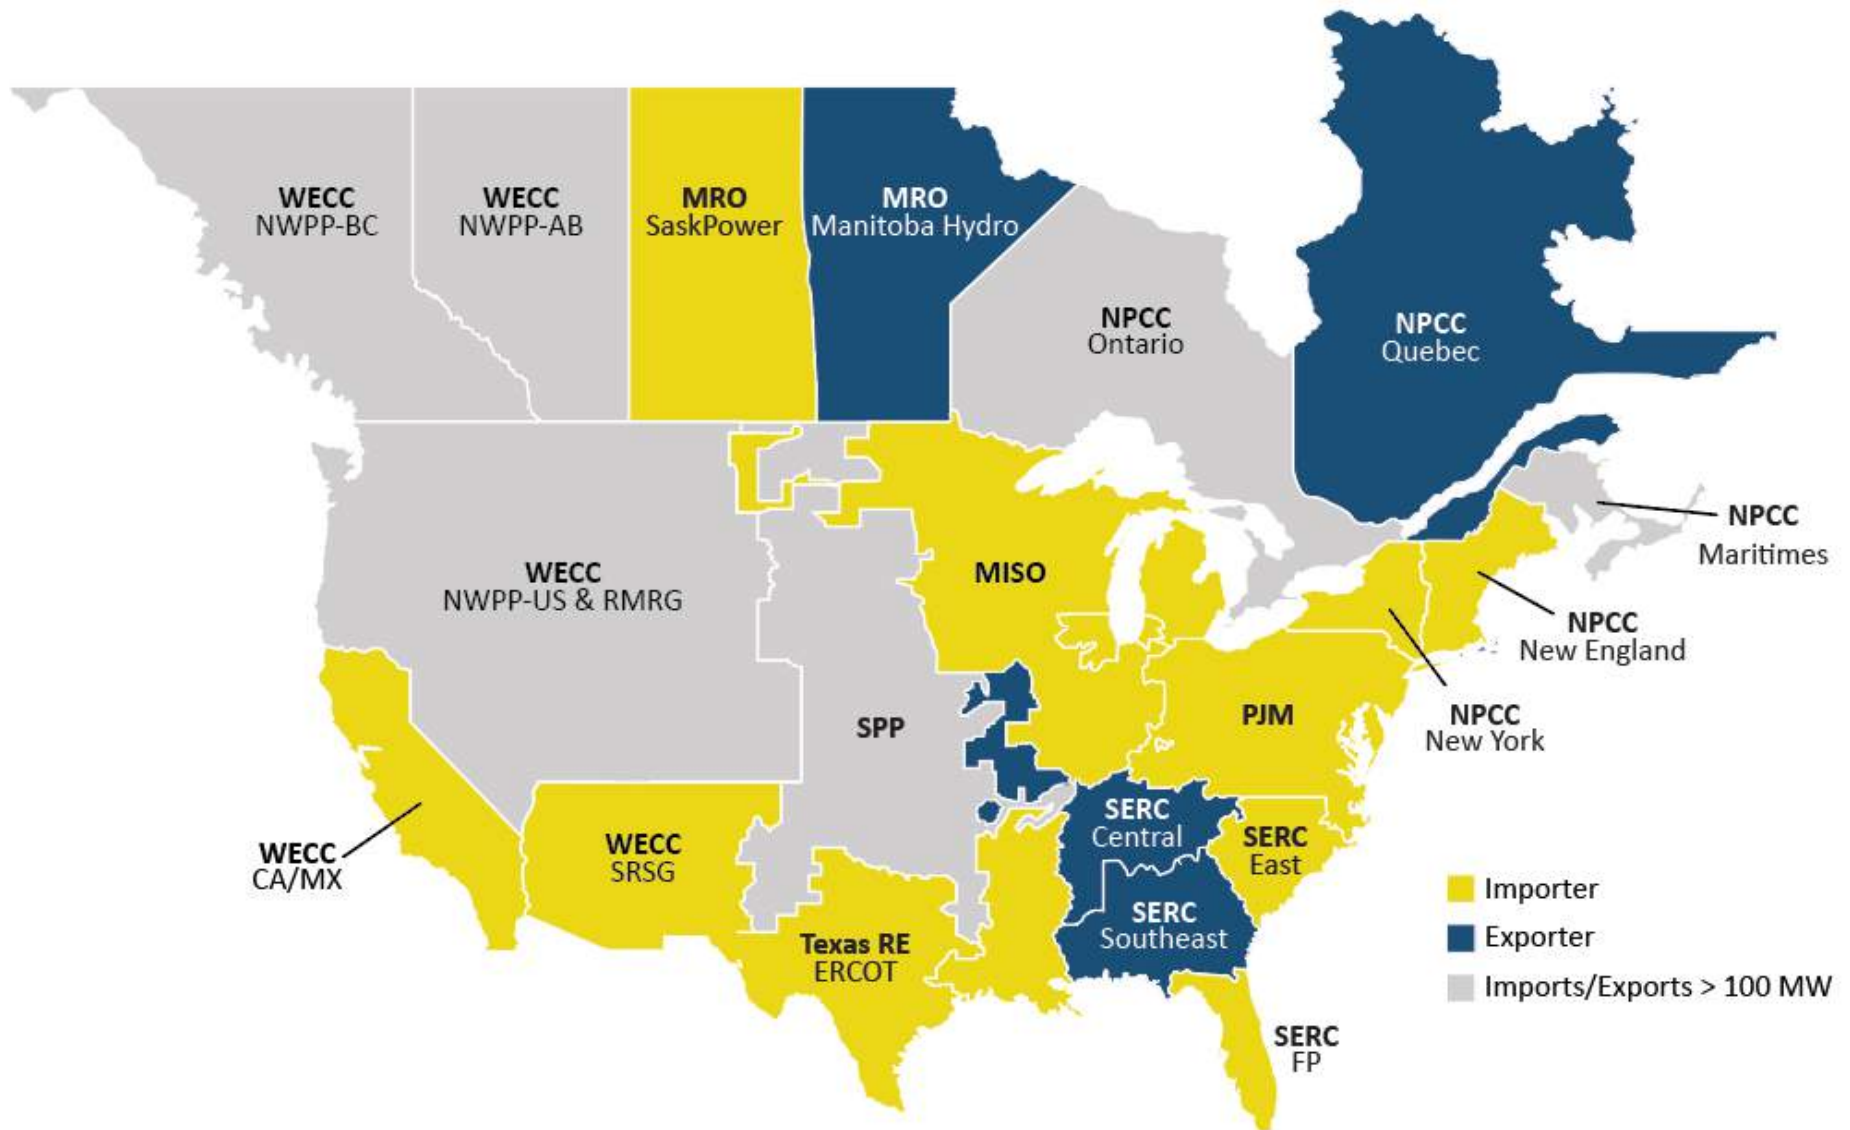 WECC
NWPP-BC
WECC
NWPP-AB
MRO
SaskPower
MRO
Manitoba Hydro
NPCC
Ontario
NPCC
Quebec
NPCC
Maritimes
WECC
NWPP-US & RMRG
MISO
NPCC
New England
SPP
PJM
NPCC
New York
WECC
CA/MX
WECC
SRSG
SERC
Central
SERC
East
SERC
Southeast
Texas RE
ERCOT
SERC
FP
Importer
Exporter
Imports/Exports > 100 MW